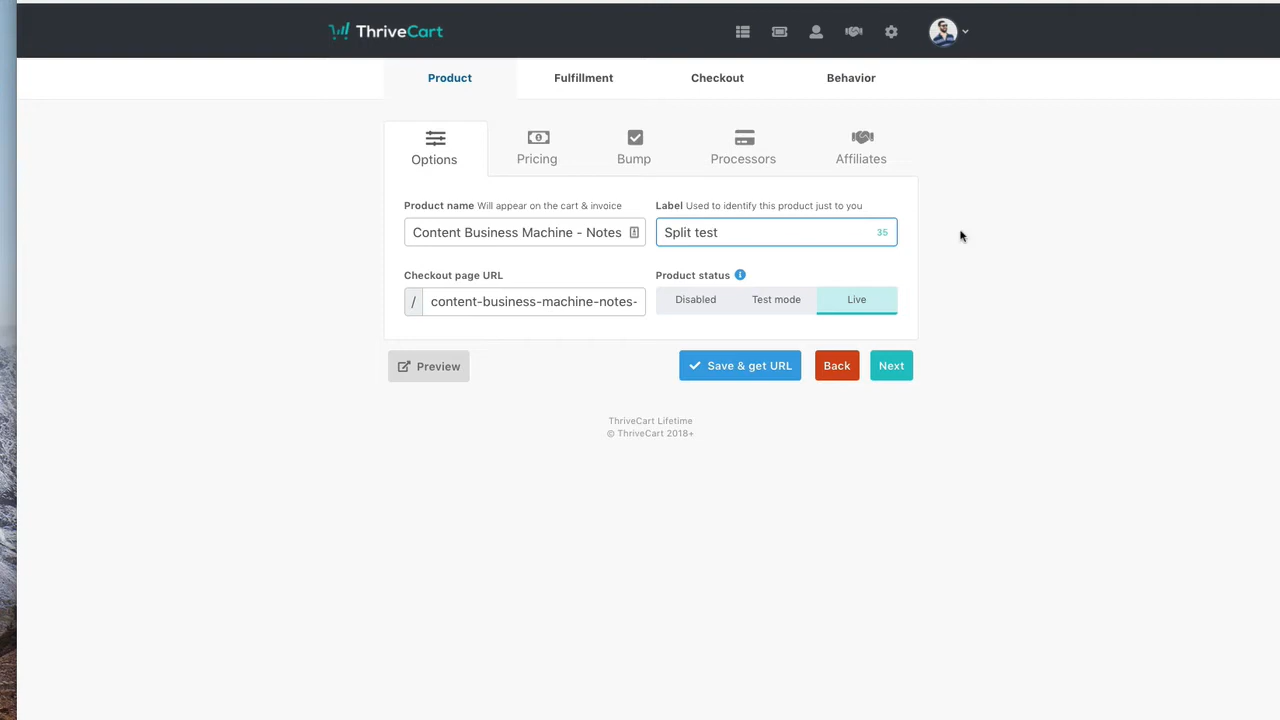 ThriveCart
Product
Fulfillment
Checkout
Behavior
Options
Pricing
Bump
Processors
Affiliates
Product name Will appear on the cart & invoice
Label Used to identify this product just to you
Content Business Machine - Notes
Split test
35
Checkout page URL
Product status
/ content-business-machine-notes-
Disabled
Test mode
Live
Preview
Save & get URL
Back
Next
ThriveCart Lifetime
© ThriveCart 2018+